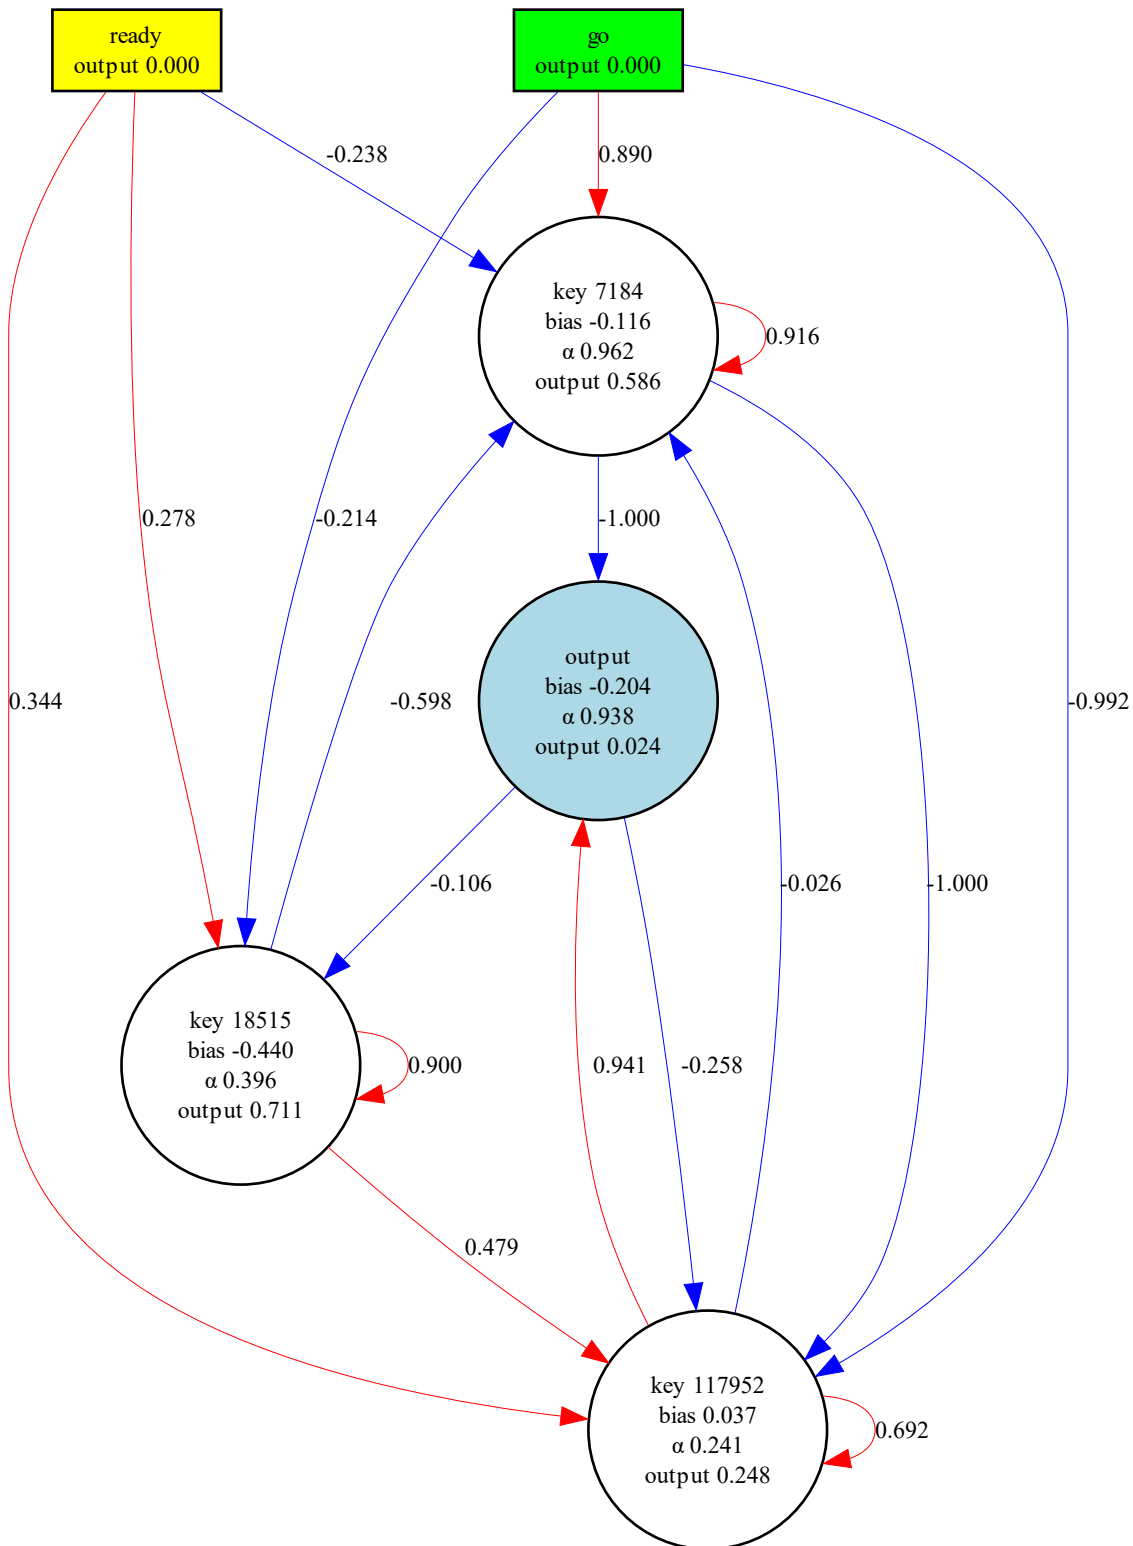 ready
output 0.000
go
output 0.000
-0.238
0.890
key 7184
bias -0.116
α 0.962
output 0.586
0.916
0.278
-0.214
-1.000
output
bias -0.204
α 0.938
output 0.024
0.344
-0.598
-0.992
-0.106
-0.026
-1.000
key 18515
bias -0.440
α 0.396
output 0.711
0.900
0.941
-0.258
0.479
key 117952
bias 0.037
α 0.241
output 0.248
0.692